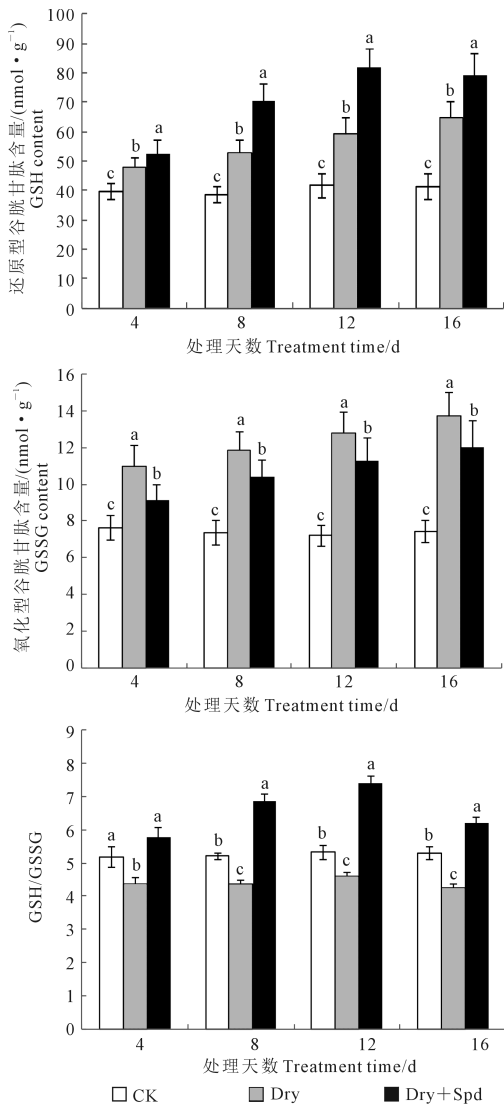 还原型谷胱甘肽含量/(nmol·g⁻¹)
GSH content
100
90
80
70
60
50
40
30
20
10
0
c b a
c b a
c b a
c b a
4 8 12 16
处理天数 Treatment time/d
氧化型谷胱甘肽含量/(nmol·g⁻¹)
GSSG content
16
14
12
10
8
6
4
2
0
c a b
c a b
c a b
c a b
4 8 12 16
处理天数 Treatment time/d
GSH/GSSG
9
8
7
6
5
4
3
2
1
0
a b a
b c a
b c a
b c a
4 8 12 16
处理天数 Treatment time/d
CK Dry Dry+Spd